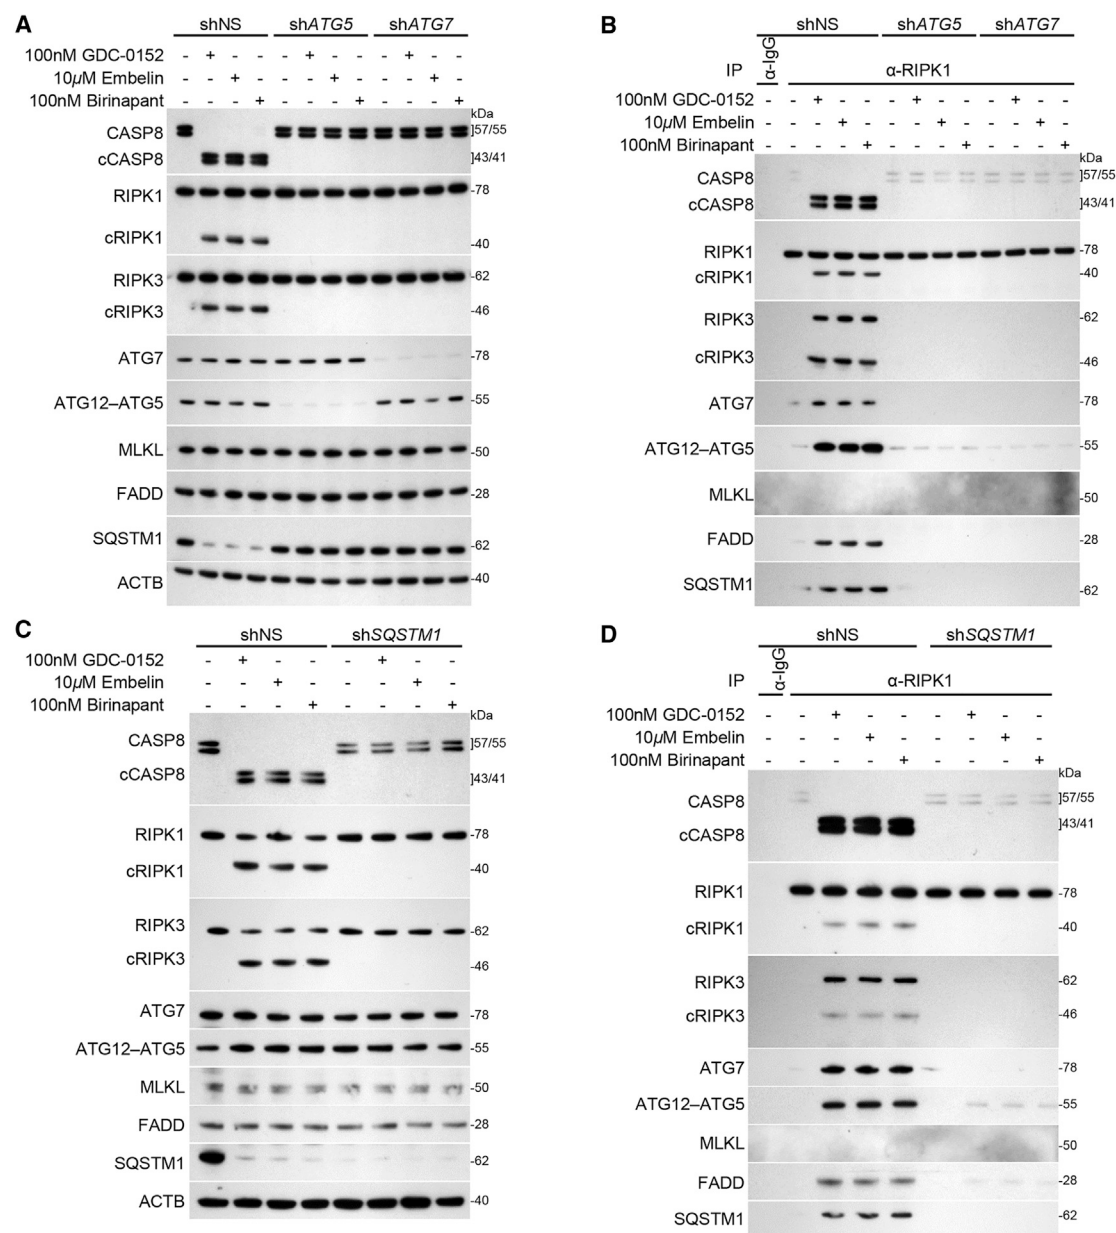 A
shNS shATG5 shATG7
100nM GDC-0152 - + - - - + - - - + - -
10µM Embelin - - + - - - + - - - + -
100nM Birinapant - - - + - - - + - - - +
kDa
CASP8 ]57/55
cCASP8 ]43/41
RIPK1 -78
cRIPK1 -40
RIPK3 -62
cRIPK3 -46
ATG7 -78
ATG12–ATG5 -55
MLKL -50
FADD -28
SQSTM1 -62
ACTB -40
B
shNS shATG5 shATG7
IP α-IgG α-RIPK1
100nM GDC-0152 - - + - - - + - - - + - -
10µM Embelin - - - + - - - + - - - + -
100nM Birinapant - - - - + - - - + - - - +
kDa
CASP8 ]57/55
cCASP8 ]43/41
RIPK1 -78
cRIPK1 -40
RIPK3 -62
cRIPK3 -46
ATG7 -78
ATG12–ATG5 -55
MLKL -50
FADD -28
SQSTM1 -62
C
shNS shSQSTM1
100nM GDC-0152 - + - - - + - -
10µM Embelin - - + - - - + -
100nM Birinapant - - - + - - - +
kDa
CASP8 ]57/55
cCASP8 ]43/41
RIPK1 -78
cRIPK1 -40
RIPK3 -62
cRIPK3 -46
ATG7 -78
ATG12–ATG5 -55
MLKL -50
FADD -28
SQSTM1 -62
ACTB -40
D
shNS shSQSTM1
IP α-IgG α-RIPK1
100nM GDC-0152 - - + - - - + - -
10µM Embelin - - - + - - - + -
100nM Birinapant - - - - + - - - +
kDa
CASP8 ]57/55
cCASP8 ]43/41
RIPK1 -78
cRIPK1 -40
RIPK3 -62
cRIPK3 -46
ATG7 -78
ATG12–ATG5 -55
MLKL -50
FADD -28
SQSTM1 -62